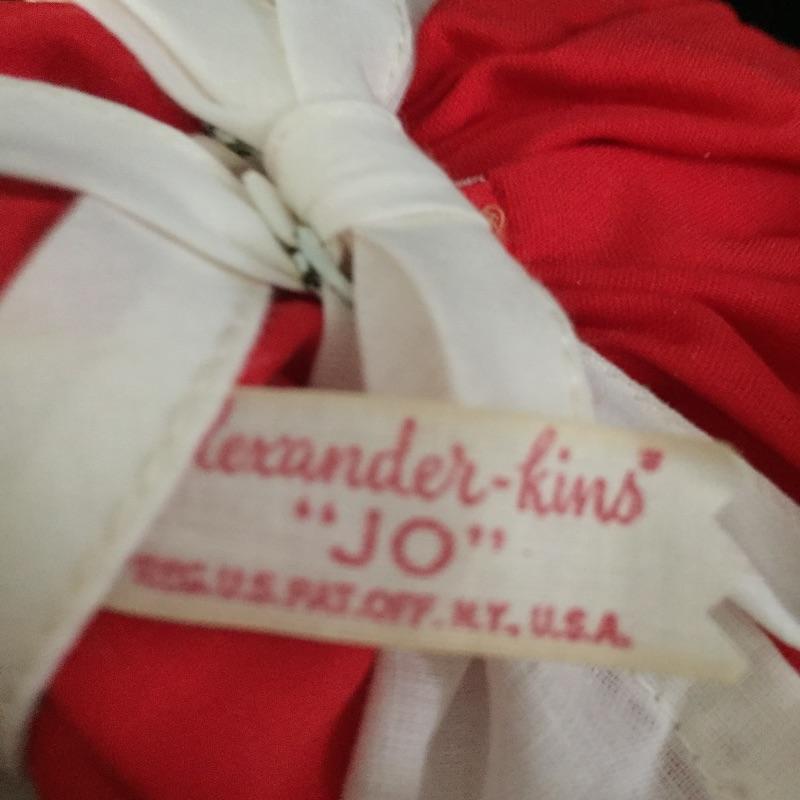 lexander-kins"
"JO"
REG.U.S.PAT.OFF. N.Y., U.S.A.